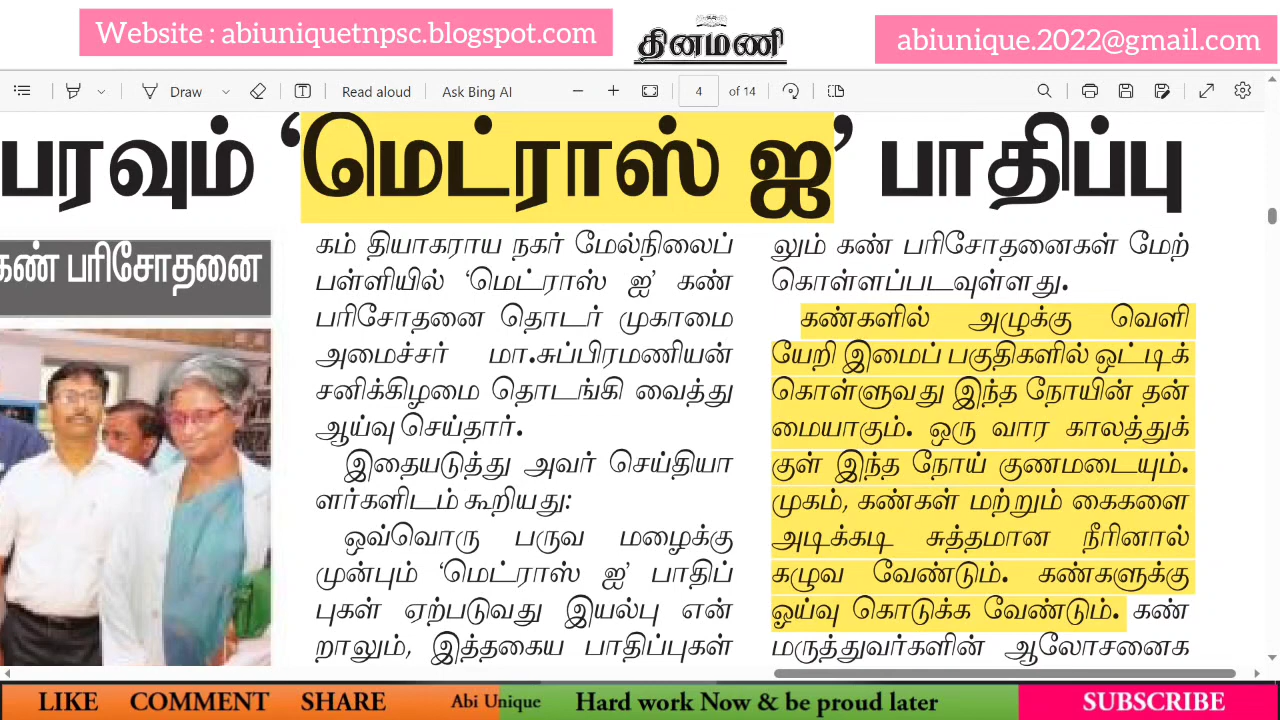 Website : abiuniquetnpsc.blogspot.com
தினமணி
abiunique.2022@gmail.com
Draw
Read aloud
Ask Bing AI
4
of 14
பரவும் ‘மெட்ராஸ் ஐ’ பாதிப்பு
கண் பரிசோதனை
கம் தியாகராய நகர் மேல்நிலைப்
பள்ளியில் ‘மெட்ராஸ் ஐ’ கண்
பரிசோதனை தொடர் முகாமை
அமைச்சர் மா.சுப்பிரமணியன்
சனிக்கிழமை தொடங்கி வைத்து
ஆய்வு செய்தார்.
இதையடுத்து அவர் செய்தியா
ளர்களிடம் கூறியது:
ஒவ்வொரு பருவ மழைக்கு
முன்பும் ‘மெட்ராஸ் ஐ’ பாதிப்
புகள் ஏற்படுவது இயல்பு என்
றாலும், இத்தகைய பாதிப்புகள்
லும் கண் பரிசோதனைகள் மேற்
கொள்ளப்படவுள்ளது.
கண்களில் அழுக்கு வெளி
யேறி இமைப் பகுதிகளில் ஒட்டிக்
கொள்ளுவது இந்த நோயின் தன்
மையாகும். ஒரு வார காலத்துக்
குள் இந்த நோய் குணமடையும்.
முகம், கண்கள் மற்றும் கைகளை
அடிக்கடி சுத்தமான நீரினால்
கழுவ வேண்டும். கண்களுக்கு
ஓய்வு கொடுக்க வேண்டும். கண்
மருத்துவர்களின் ஆலோசனைக
LIKE COMMENT SHARE
Abi Unique
Hard work Now & be proud later
SUBSCRIBE